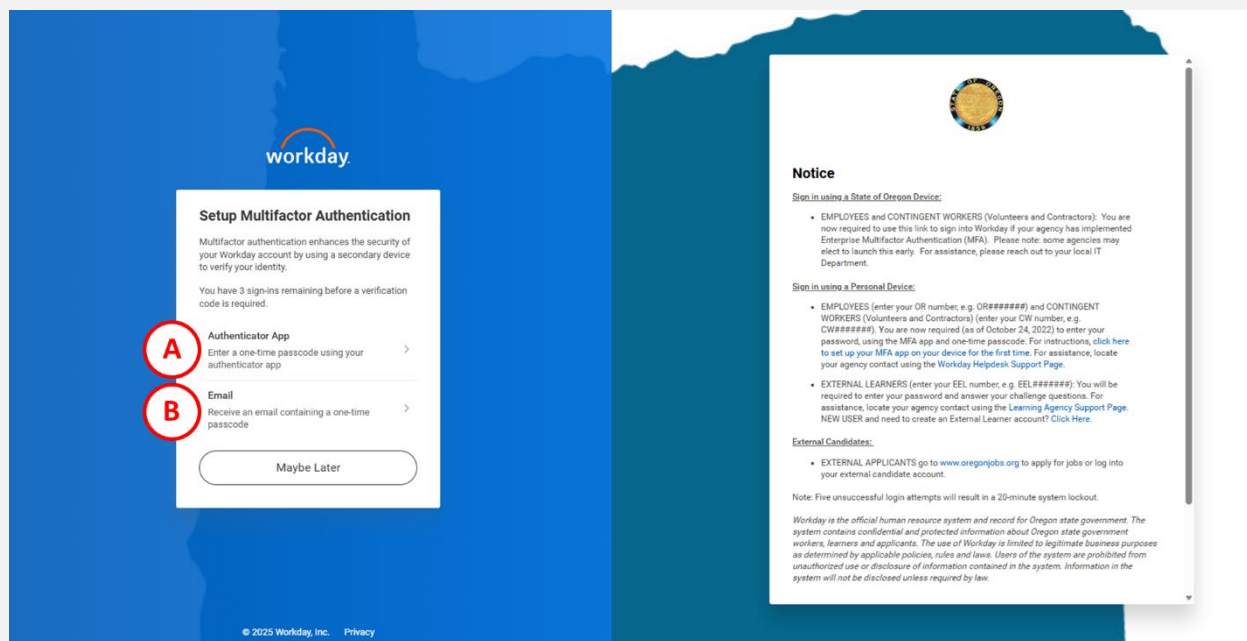 workday.
Setup Multifactor Authentication
Multifactor authentication enhances the security of
your Workday account by using a secondary device
to verify your identity.
You have 3 sign-ins remaining before a verification
code is required.
A
Authenticator App
Enter a one-time passcode using your
authenticator app
B
Email
Receive an email containing a one-time
passcode
Maybe Later
© 2025 Workday, Inc. Privacy
STATE OF OREGON
1859
Notice
Sign in using a State of Oregon Device:
• EMPLOYEES and CONTINGENT WORKERS (Volunteers and Contractors): You are
now required to use this link to sign into Workday if your agency has implemented
Enterprise Multifactor Authentication (MFA). Please note: some agencies may
elect to launch this early. For assistance, please reach out to your local IT
Department.
Sign in using a Personal Device:
• EMPLOYEES (enter your OR number, e.g. OR#######) and CONTINGENT
WORKERS (Volunteers and Contractors) (enter your CW number, e.g.
CW#######). You are now required (as of October 24, 2022) to enter your
password, using the MFA app and one-time passcode. For instructions, click here
to set up your MFA app on your device for the first time. For assistance, locate
your agency contact using the Workday Helpdesk Support Page.
• EXTERNAL LEARNERS (enter your EEL number, e.g. EEL#######): You will be
required to enter your password and answer your challenge questions. For
assistance, locate your agency contact using the Learning Agency Support Page.
NEW USER and need to create an External Learner account? Click Here.
External Candidates:
• EXTERNAL APPLICANTS go to www.oregonjobs.org to apply for jobs or log into
your external candidate account.
Note: Five unsuccessful login attempts will result in a 20-minute system lockout.
Workday is the official human resource system and record for Oregon state government. The
system contains confidential and protected information about Oregon state government
workers, learners and applicants. The use of Workday is limited to legitimate business purposes
as determined by applicable policies, rules and laws. Users of the system are prohibited from
unauthorized use or disclosure of information contained in the system. Information in the
system will not be disclosed unless required by law.